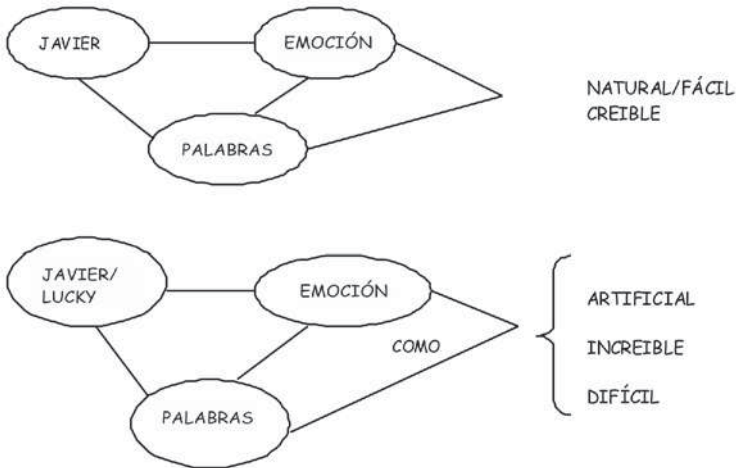 JAVIER
EMOCIÓN
PALABRAS
NATURAL/FÁCIL
CREIBLE
JAVIER/
LUCKY
EMOCIÓN
PALABRAS
COMO
ARTIFICIAL
INCREIBLE
DIFÍCIL